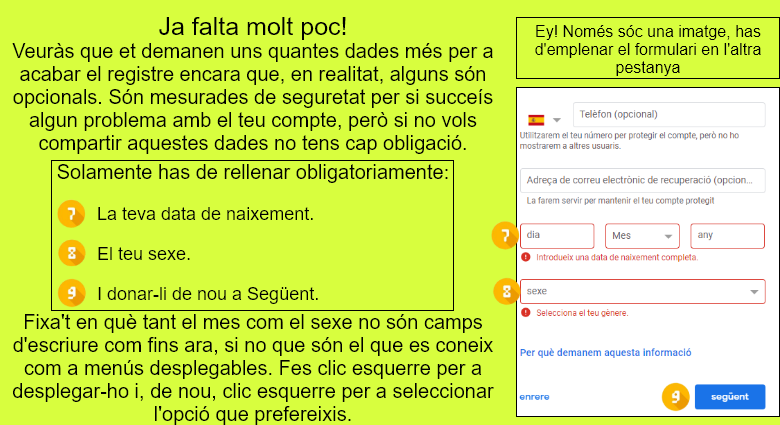 Ja falta molt poc!
Veuràs que et demanen uns quantes dades més per a
acabar el registre encara que, en realitat, alguns són
opcionals. Són mesurades de seguretat per si succeís
algun problema amb el teu compte, però si no vols
compartir aquestes dades no tens cap obligació.
Solamente has de rellenar obligatoriamente:
7 La teva data de naixement.
8 El teu sexe.
9 I donar-li de nou a Següent.
Fixa't en què tant el mes com el sexe no són camps
d'escriure com fins ara, si no que són el que es coneix
com a menús desplegables. Fes clic esquerre per a
desplegar-ho i, de nou, clic esquerre per a seleccionar
l'opció que prefereixis.
Ey! Només sóc una imatge, has
d'emplenar el formulari en l'altra
pestanya
Telèfon (opcional)
Utilitzarem el teu número per protegir el compte, però no ho
mostrarem a altres usuaris.
Adreça de correu electrònic de recuperació (opcion...
La farem servir per mantenir el teu compte protegit
7 dia Mes any
Introdueix una data de naixement completa.
8 sexe
Selecciona el teu gènere.
Per què demanem aquesta informació
enrere 9 següent